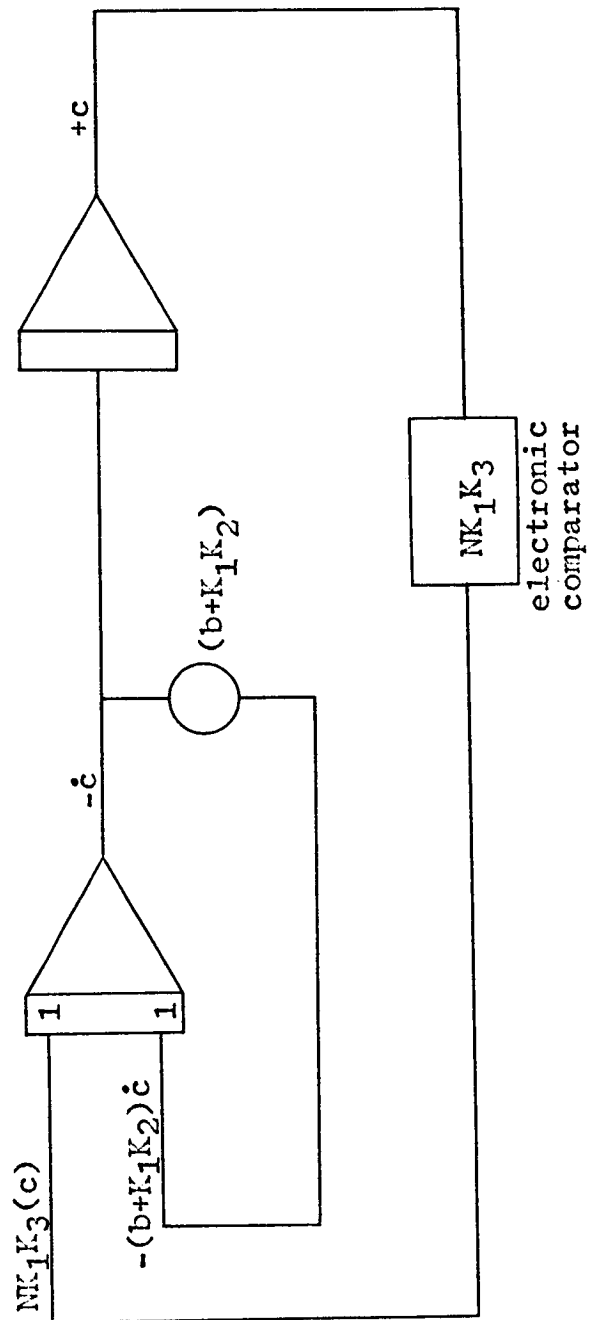 NK₁K₃(c)
-(b+K₁K₂)ċ
1
1
-ċ
(b+K₁K₂)
+c
NK₁K₃
electronic
comparator